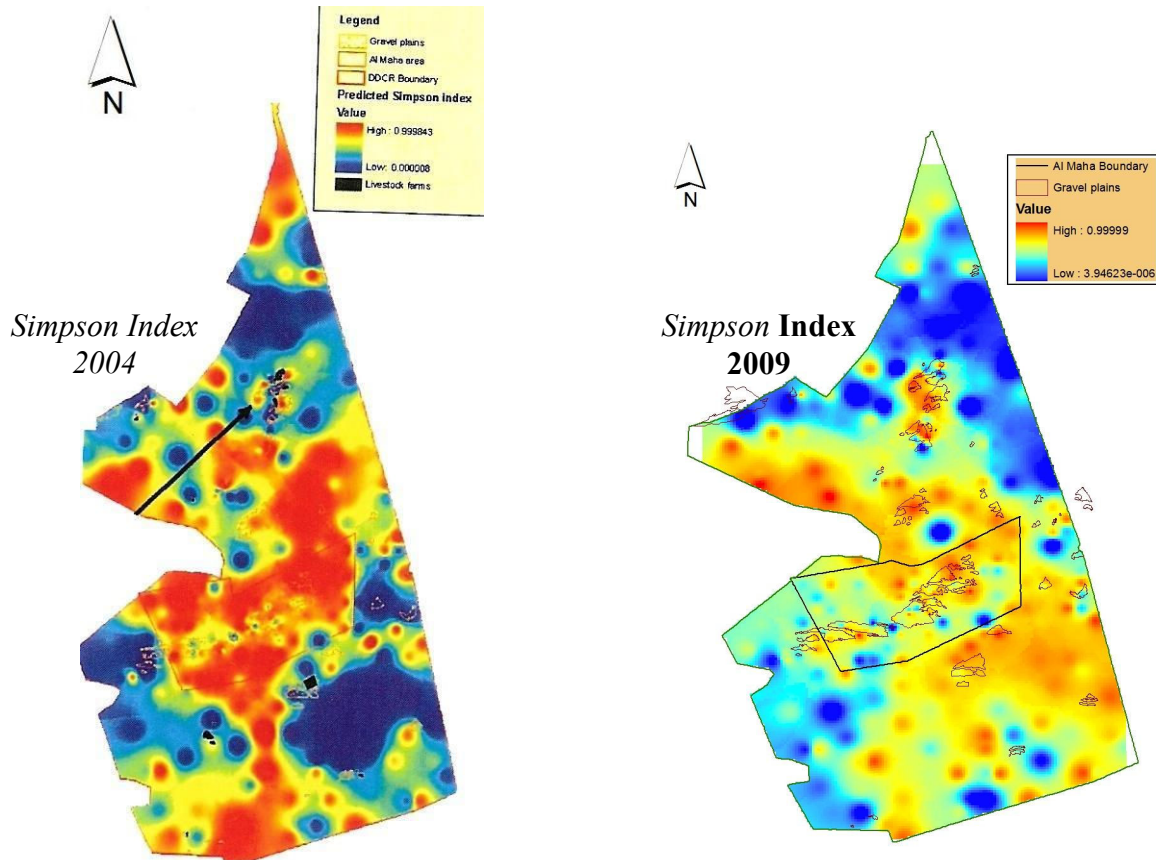 Legend
Gravel plains
Al Maha area
DDCR Boundary
Predicted Simpson Index
Value
High : 0.999843
Low: 0.000008
Livestock farms
N
Simpson Index
2004
N
Al Maha Boundary
Gravel plains
Value
High : 0.99999
Low : 3.94623e-006
Simpson Index
2009